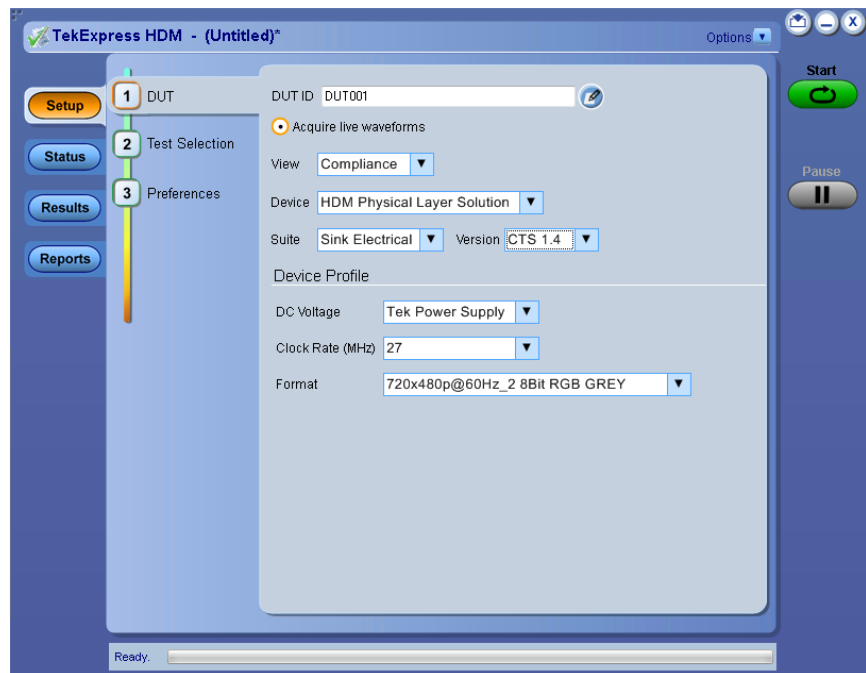 TekExpress HDM - (Untitled)*
Options
X
Setup
Status
Results
Reports
1 DUT
2 Test Selection
3 Preferences
DUT ID DUT001
Acquire live waveforms
View Compliance
Device HDM Physical Layer Solution
Suite Sink Electrical Version CTS 1.4
Device Profile
DC Voltage Tek Power Supply
Clock Rate (MHz) 27
Format 720x480p@60Hz_2 8Bit RGB GREY
Start
Pause
Ready.